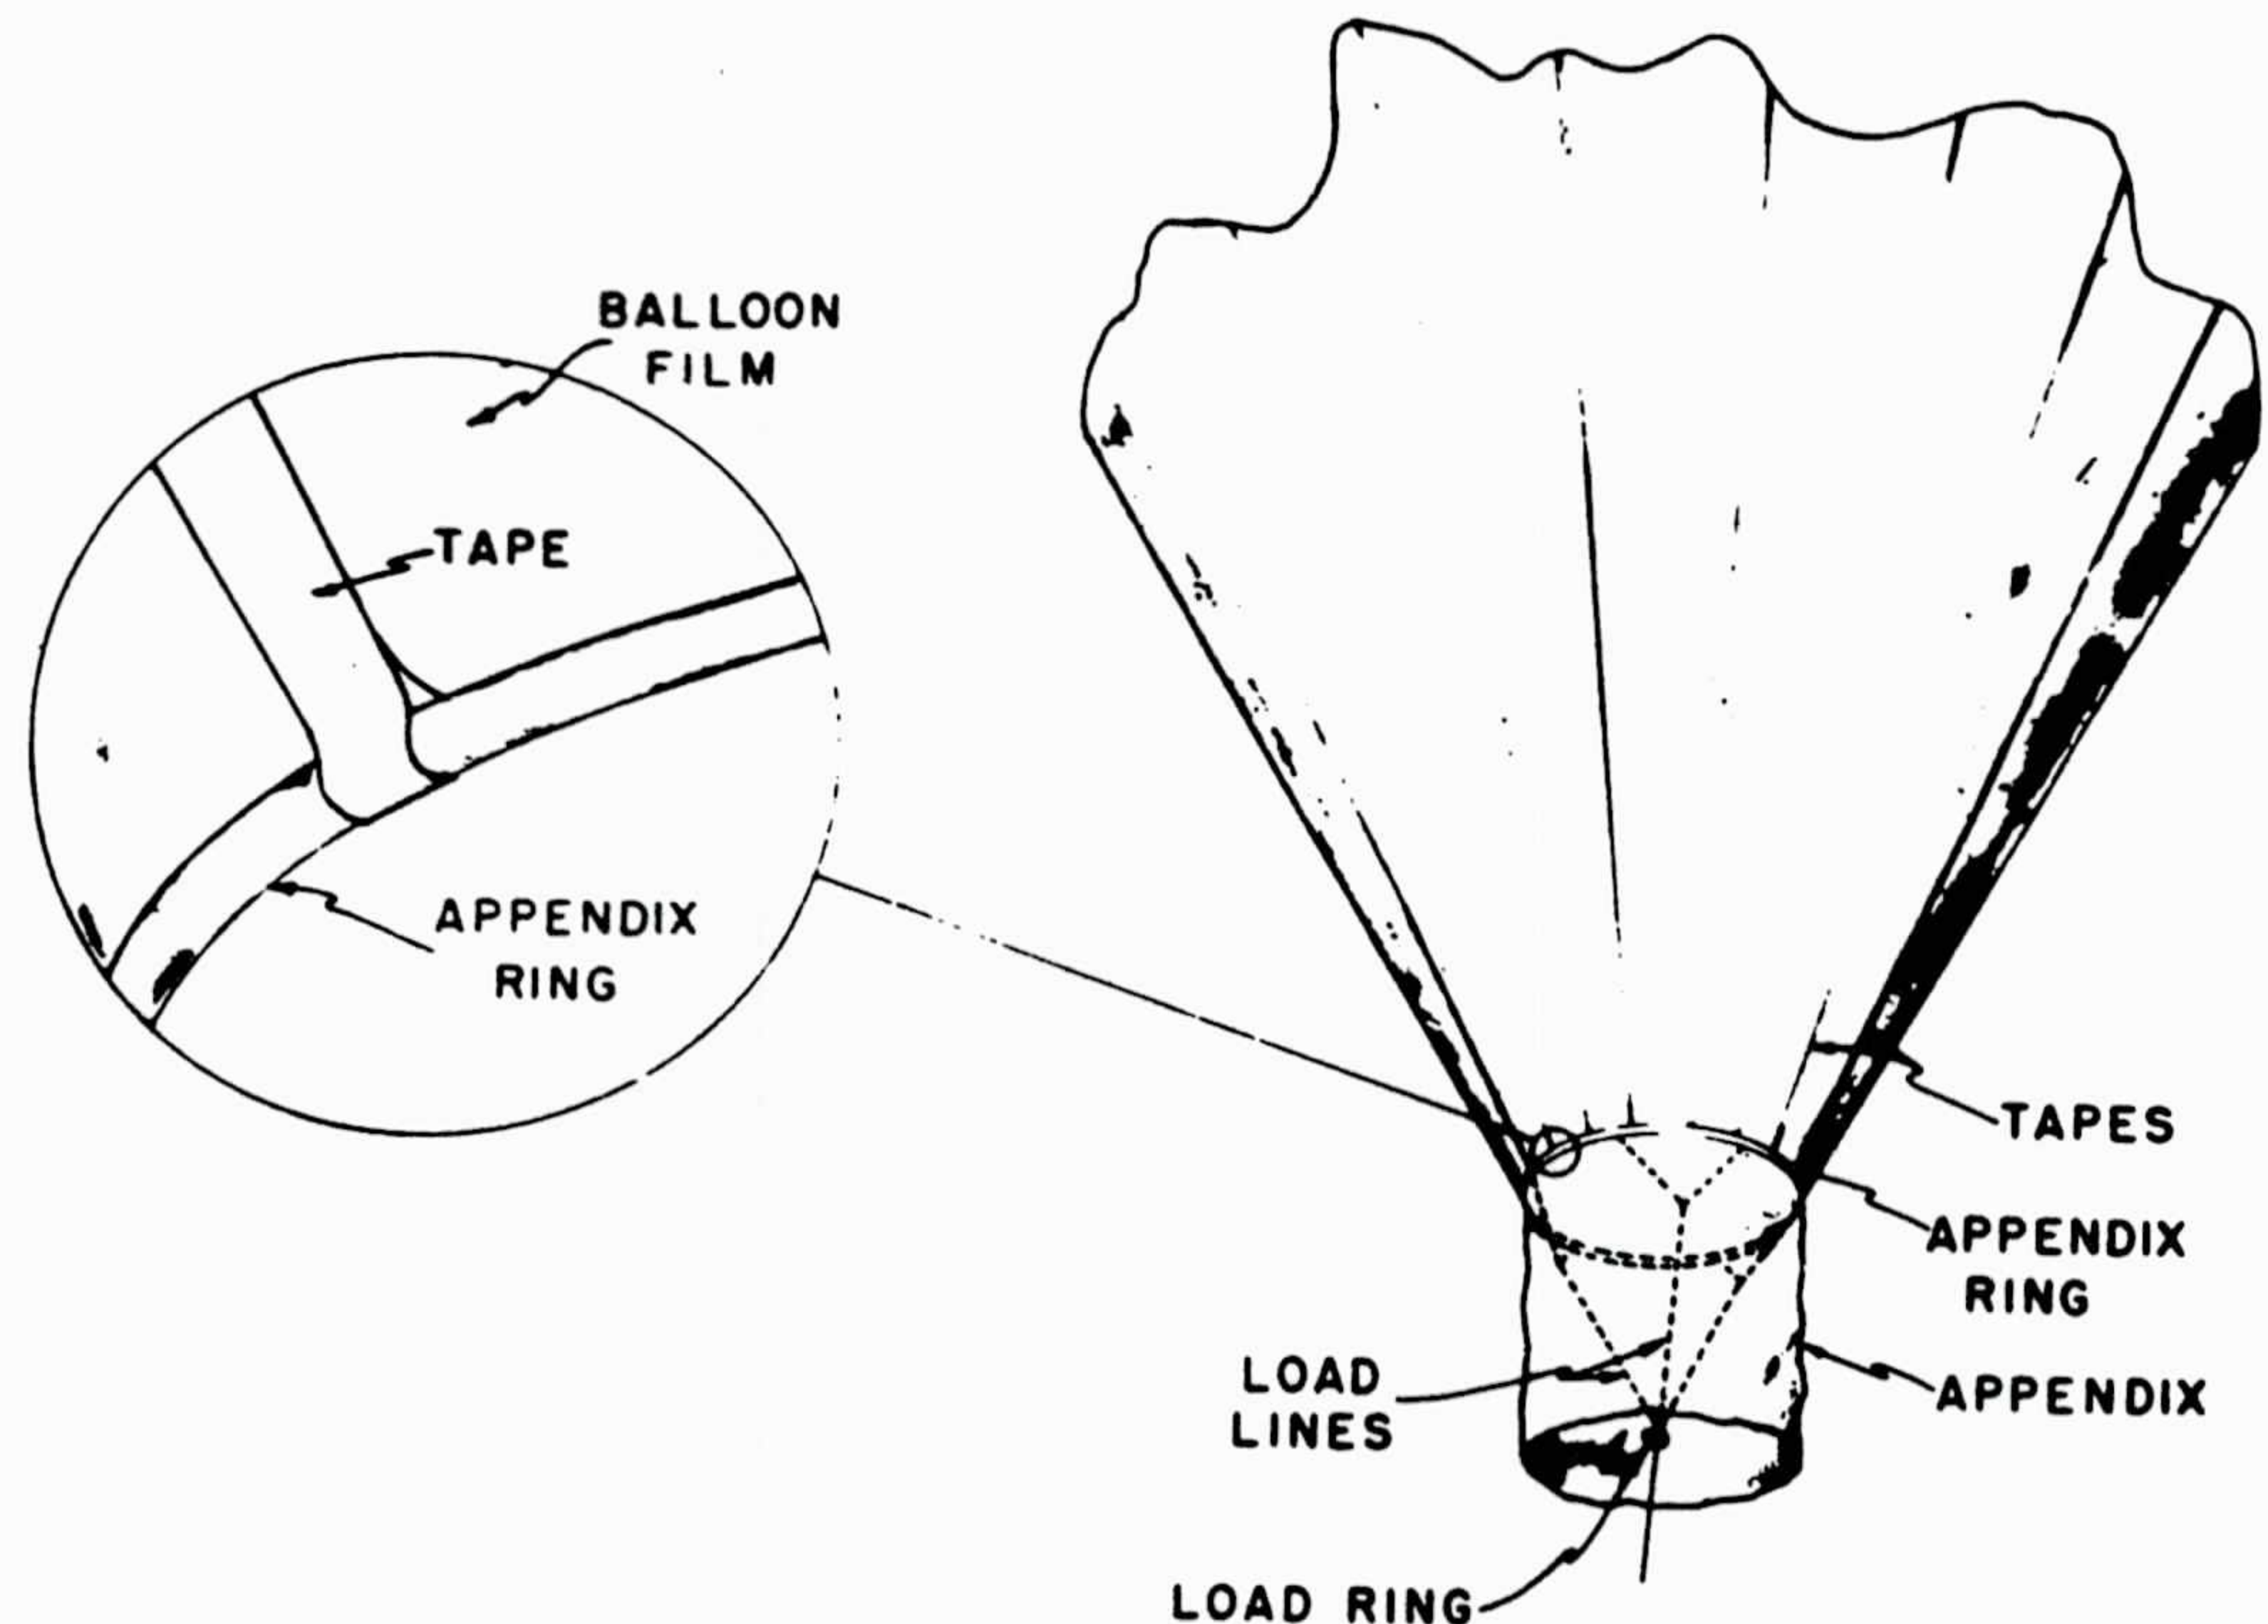 BALLOON
FILM
TAPE
APPENDIX
RING
TAPES
APPENDIX
RING
APPENDIX
LOAD
LINES
LOAD RING